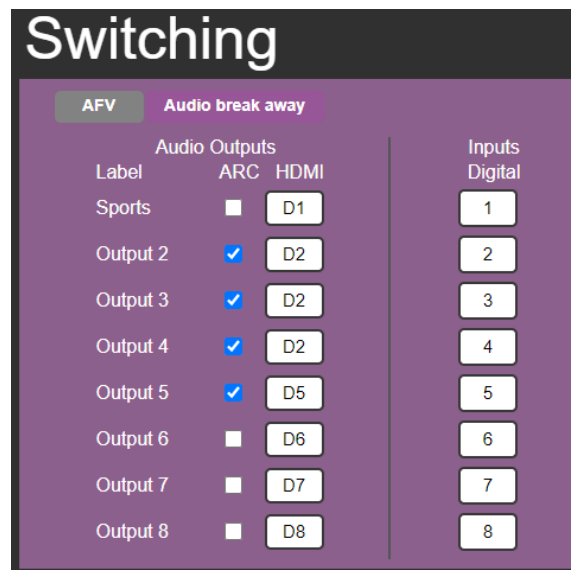 Switching
AFV Audio break away
Audio Outputs Inputs
Label ARC HDMI Digital
Sports D1 1
Output 2 D2 2
Output 3 D2 3
Output 4 D2 4
Output 5 D5 5
Output 6 D6 6
Output 7 D7 7
Output 8 D8 8